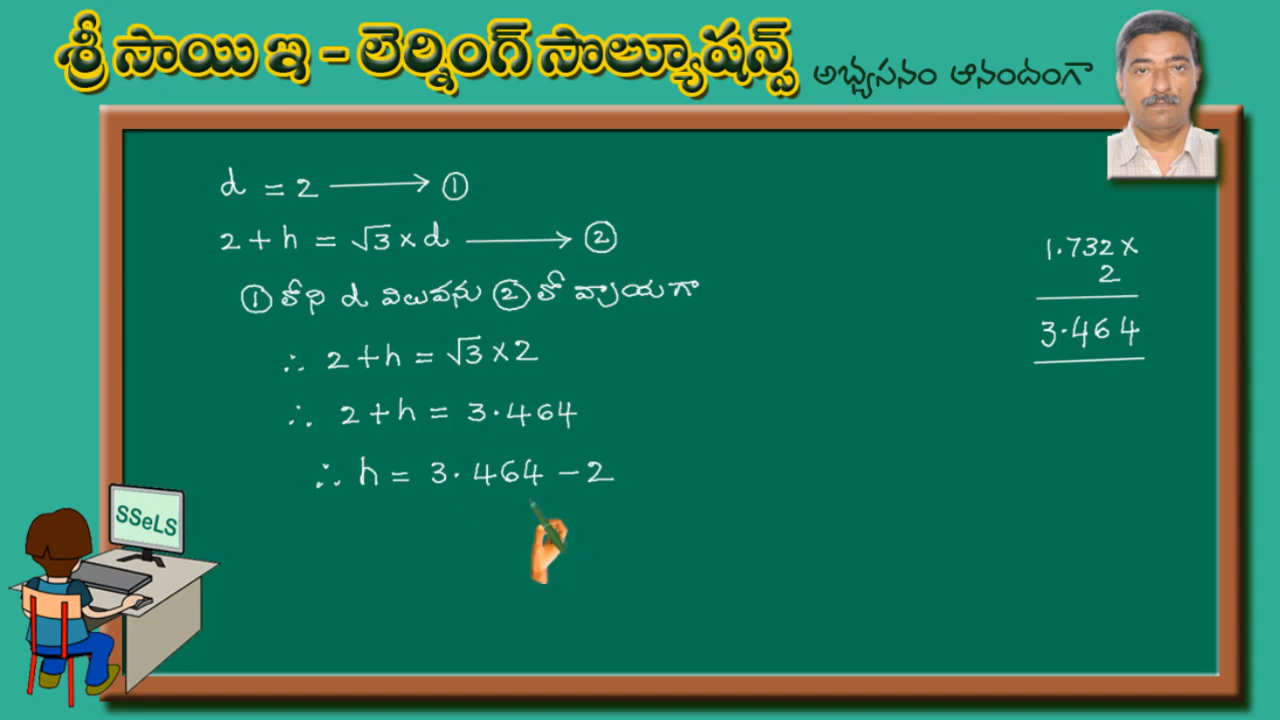 శ్రీ సాయి ఇ - లెర్నింగ్ సొల్యూషన్స్ అభ్యసనం ఆనందంగా
d = 2 ⟶ ①
2 + h = √3 × d ⟶ ②
① లోని d విలువను ② లో వ్రాయగా
∴ 2 + h = √3 × 2
∴ 2 + h = 3.464
∴ h = 3.464 - 2
1.732 ×
2
3.464
SSeLS